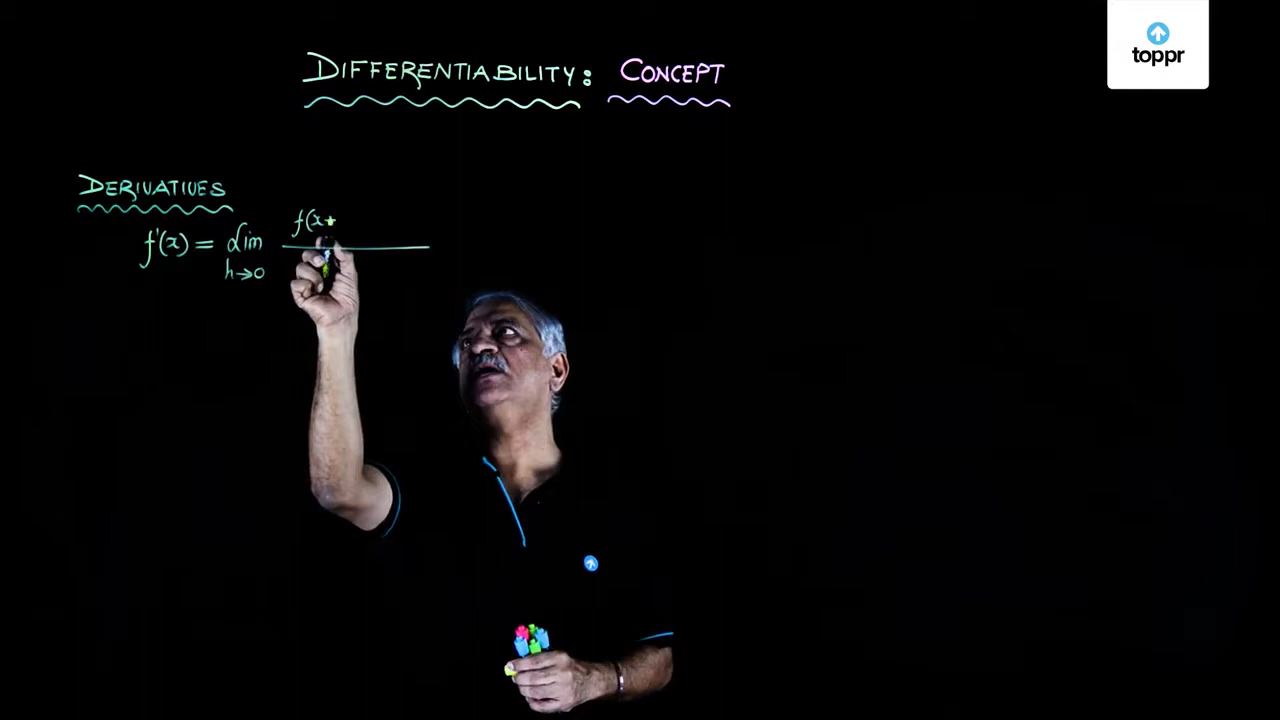 toppr
DIFFERENTIABILITY: CONCEPT
DERIVATIVES
f(x+
f'(x) = Lim
h→0